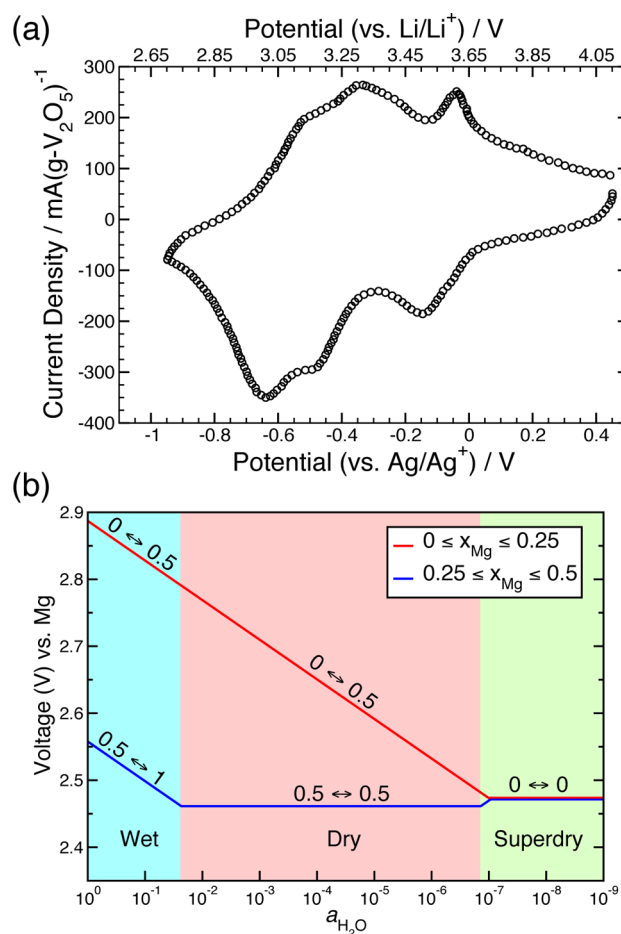 (a)
Potential (vs. Li/Li⁺) / V
2.65 2.85 3.05 3.25 3.45 3.65 3.85 4.05
Current Density / mA(g-V₂O₅)⁻¹
300
200
100
0
-100
-200
-300
-400
-1 -0.8 -0.6 -0.4 -0.2 0 0.2 0.4
Potential (vs. Ag/Ag⁺) / V
(b)
Voltage (V) vs. Mg
2.9
2.8
2.7
2.6
2.5
2.4
0 ↔ 0.5
0 ≤ x_Mg ≤ 0.25
0.25 ≤ x_Mg ≤ 0.5
0 ↔ 0.5
0.5 ↔ 1
0.5 ↔ 0.5
0 ↔ 0
Wet Dry Superdry
10⁰ 10⁻¹ 10⁻² 10⁻³ 10⁻⁴ 10⁻⁵ 10⁻⁶ 10⁻⁷ 10⁻⁸ 10⁻⁹
a_H₂O